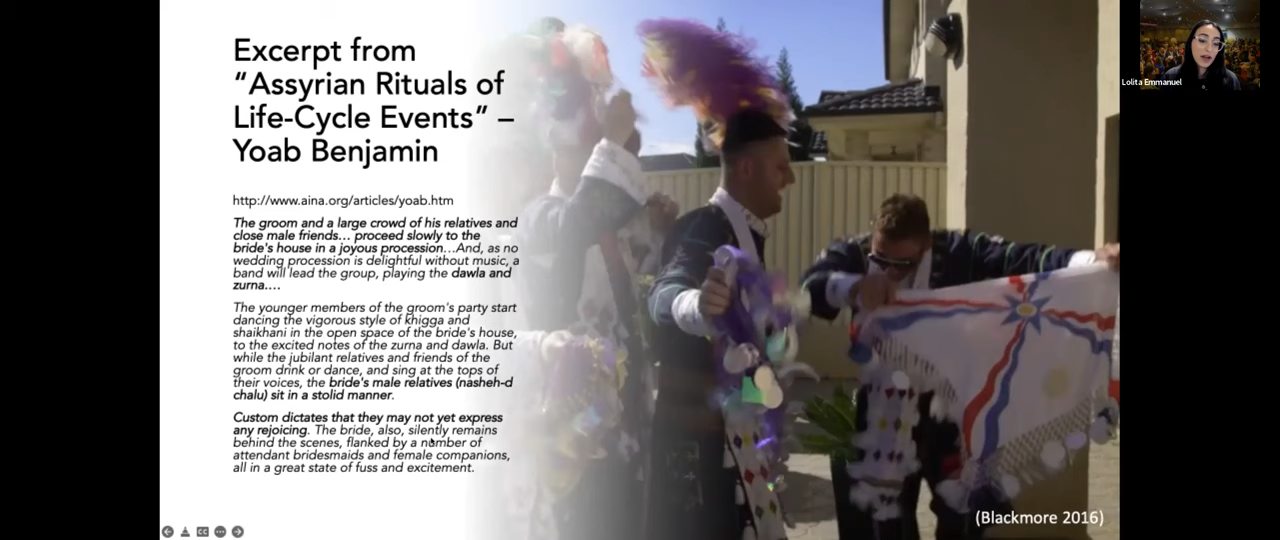 Excerpt from
“Assyrian Rituals of
Life-Cycle Events” –
Yoab Benjamin
http://www.aina.org/articles/yoab.htm
The groom and a large crowd of his relatives and
close male friends… proceed slowly to the
bride's house in a joyous procession…And, as no
wedding procession is delightful without music, a
band will lead the group, playing the dawla and
zurna….
The younger members of the groom's party start
dancing the vigorous style of khigga and
shaikhani in the open space of the bride's house,
to the excited notes of the zurna and dawla. But
while the jubilant relatives and friends of the
groom drink or dance, and sing at the tops of
their voices, the bride's male relatives (nasheh-d
chalu) sit in a stolid manner.
Custom dictates that they may not yet express
any rejoicing. The bride, also, silently remains
behind the scenes, flanked by a number of
attendant bridesmaids and female companions,
all in a great state of fuss and excitement.
(Blackmore 2016)
Lolita Emmanuel
CC